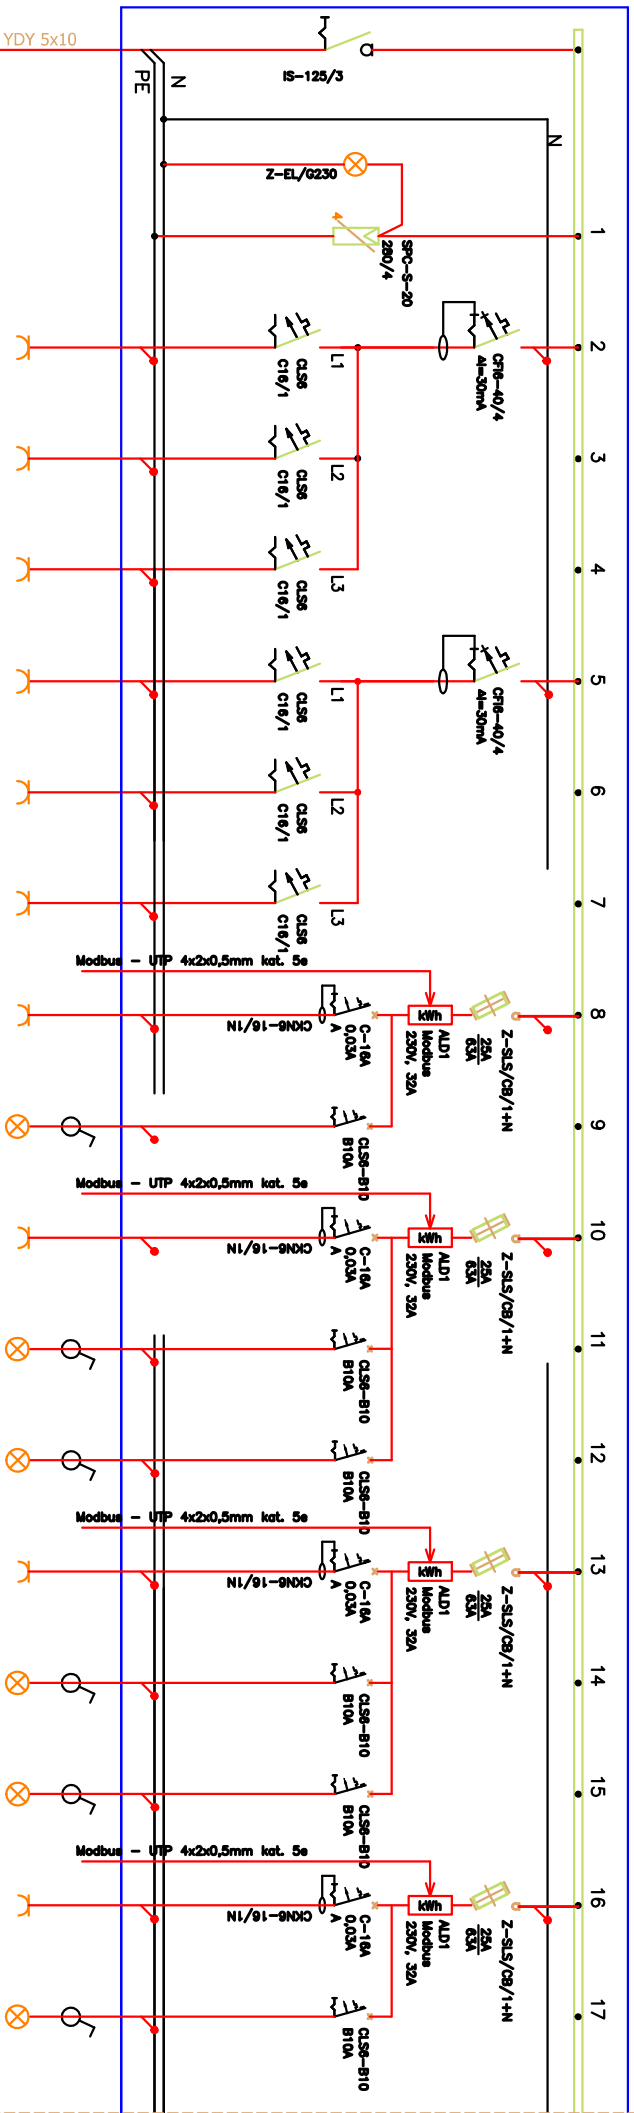 YDY 5x10
IS-125/3
N
PE
N
Z-EL/G230
SPC-S-20
280/4
1
2
CFI6-40/4
L1
CLS6
C16/1
3
L2
CLS6
C16/1
4
L3
CLS6
C16/1
5
CFI6-40/4
L1
CLS6
C16/1
6
L2
CLS6
C16/1
7
L3
CLS6
C16/1
Modbus - UTP 4x2x0,5mm kat. 5e
8
Z-SLS/CB/1+N
25A
63A
kWh
ALD1
Modbus
230V, 32A
C-16A
0,03A
A
CKN6-16/1N
9
CLS6-B10
B10A
Modbus - UTP 4x2x0,5mm kat. 5e
10
Z-SLS/CB/1+N
25A
63A
kWh
ALD1
Modbus
230V, 32A
C-16A
0,03A
A
CKN6-16/1N
11
CLS6-B10
B10A
12
CLS6-B10
B10A
Modbus - UTP 4x2x0,5mm kat. 5e
13
Z-SLS/CB/1+N
25A
63A
kWh
ALD1
Modbus
230V, 32A
C-16A
0,03A
A
CKN6-16/1N
14
CLS6-B10
B10A
15
CLS6-B10
B10A
Modbus - UTP 4x2x0,5mm kat. 5e
16
Z-SLS/CB/1+N
25A
63A
kWh
ALD1
Modbus
230V, 32A
C-16A
0,03A
A
CKN6-16/1N
17
CLS6-B10
B10A